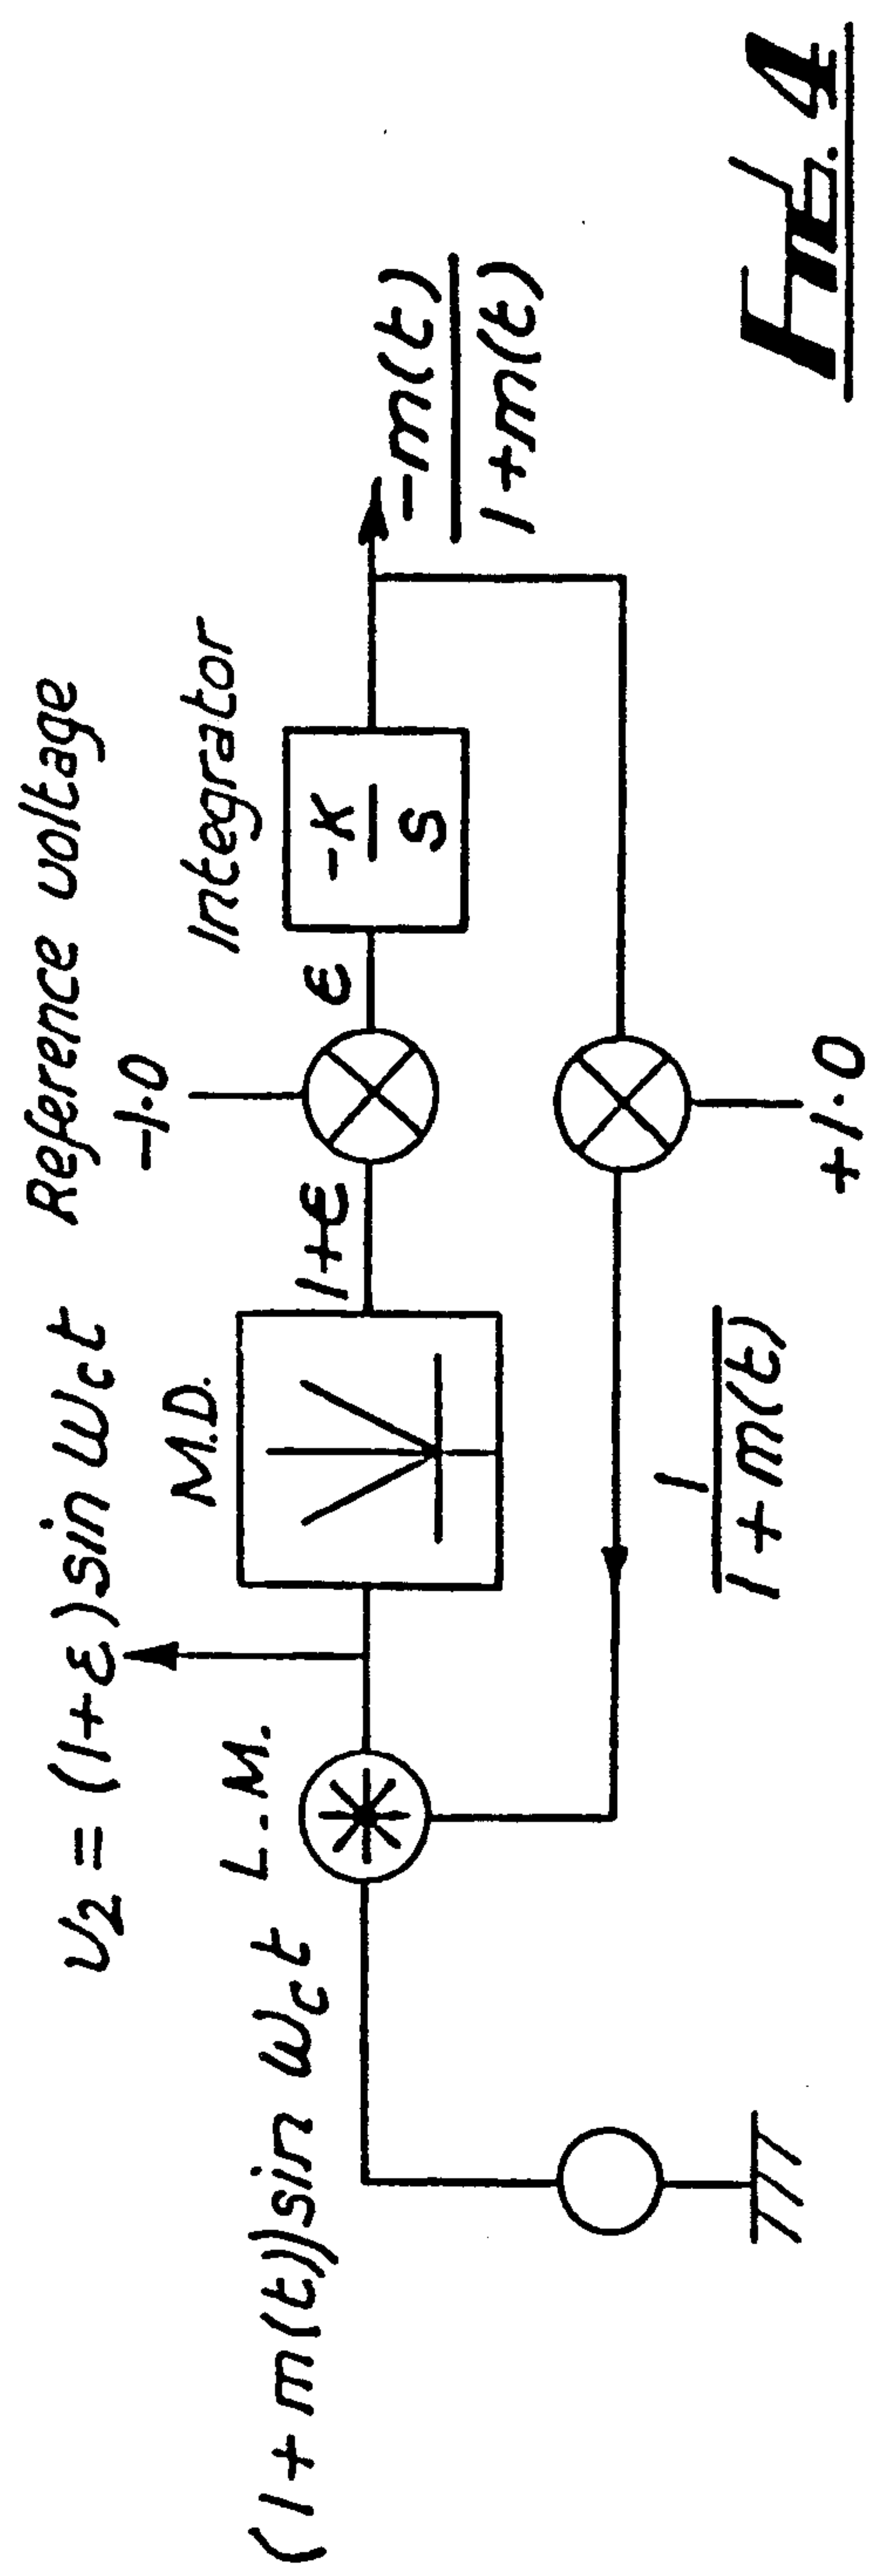 (1+m(t))sin ωct
υ2 = (1+ε)sin ωct
L.M.
M.D.
1+ε
Reference voltage
-1.0
ε
Integrator
-K
S
-m(t)
1+m(t)
1
1+m(t)
+1.0
FIG. 4